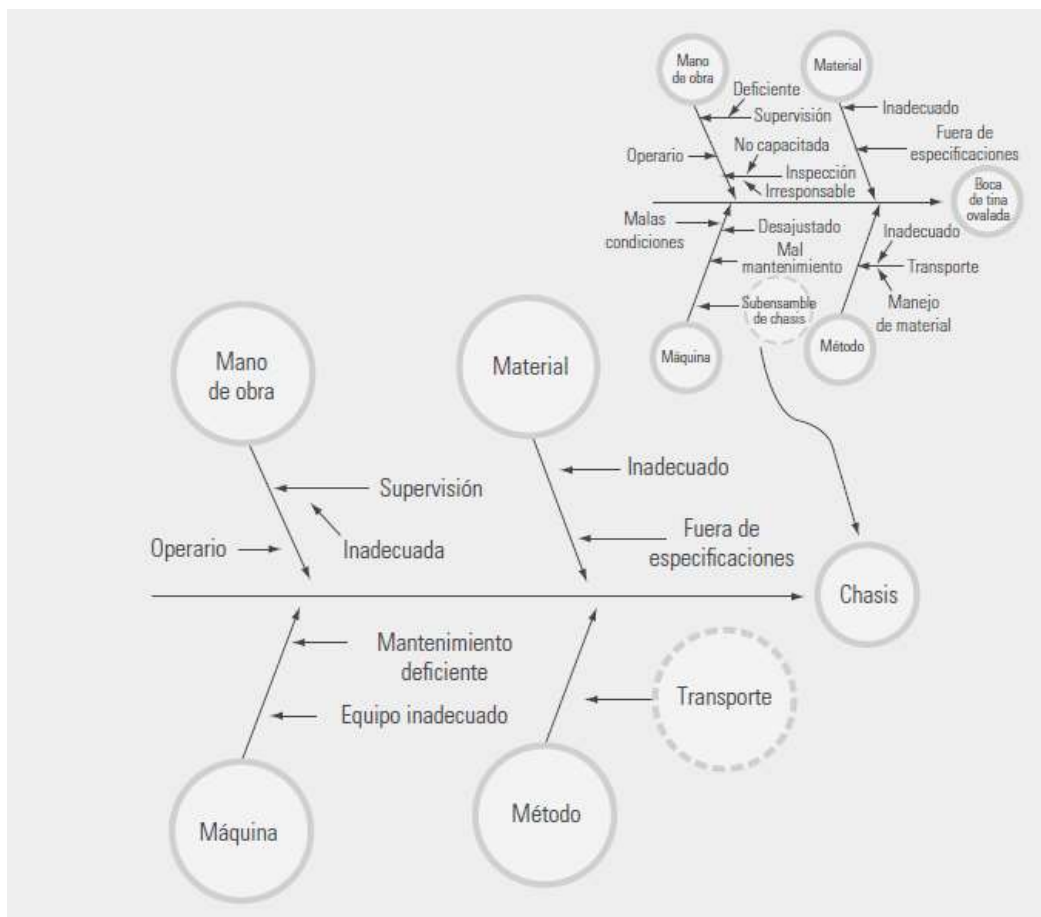 Mano
de obra
Material
Deficiente
Supervisión
Inadecuado
No capacitada
Fuera de
especificaciones
Operario
Inspección
Irresponsable
Boca
de tina
ovalada
Malas
condiciones
Desajustado
Inadecuado
Mal
mantenimiento
Transporte
Subensamble
de chasis
Manejo
de material
Máquina
Método
Mano
de obra
Material
Inadecuado
Supervisión
Fuera de
especificaciones
Operario
Inadecuada
Chasis
Mantenimiento
deficiente
Transporte
Equipo inadecuado
Método
Máquina